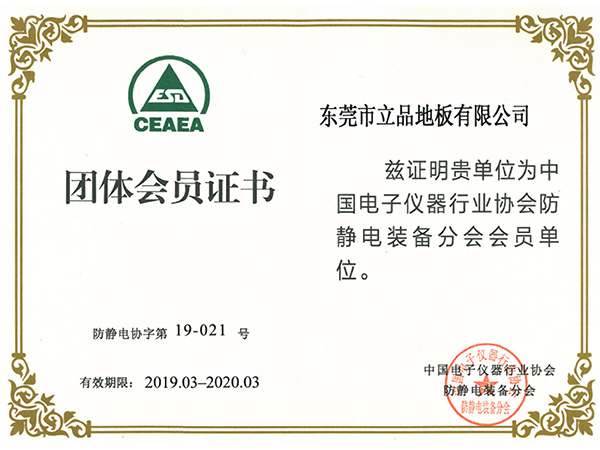 ESD
CEAEA
团体会员证书
防静电协字第 19-021 号
有效期限: 2019.03–2020.03
东莞市立品地板有限公司
兹证明贵单位为中
国电子仪器行业协会防
静电装备分会会员单
位。
中国电子仪器行业协会
防静电装备分会
中国电子仪器行业协会
防静电装备分会